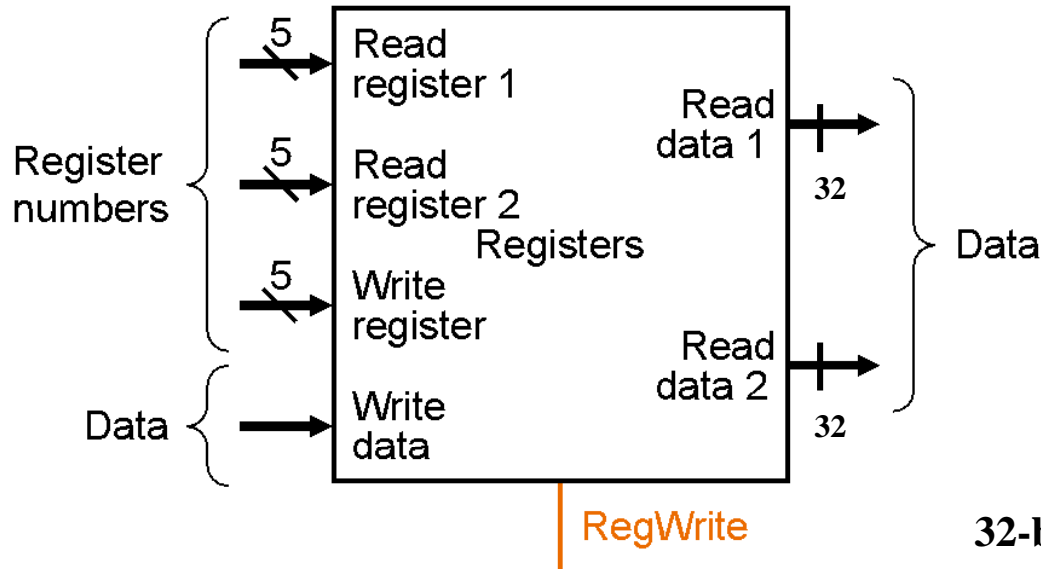 5
Read
register 1
5
Read
register 2
Register
numbers
Registers
5
Write
register
Data
Write
data
Read
data 1
32
Data
Read
data 2
32
RegWrite